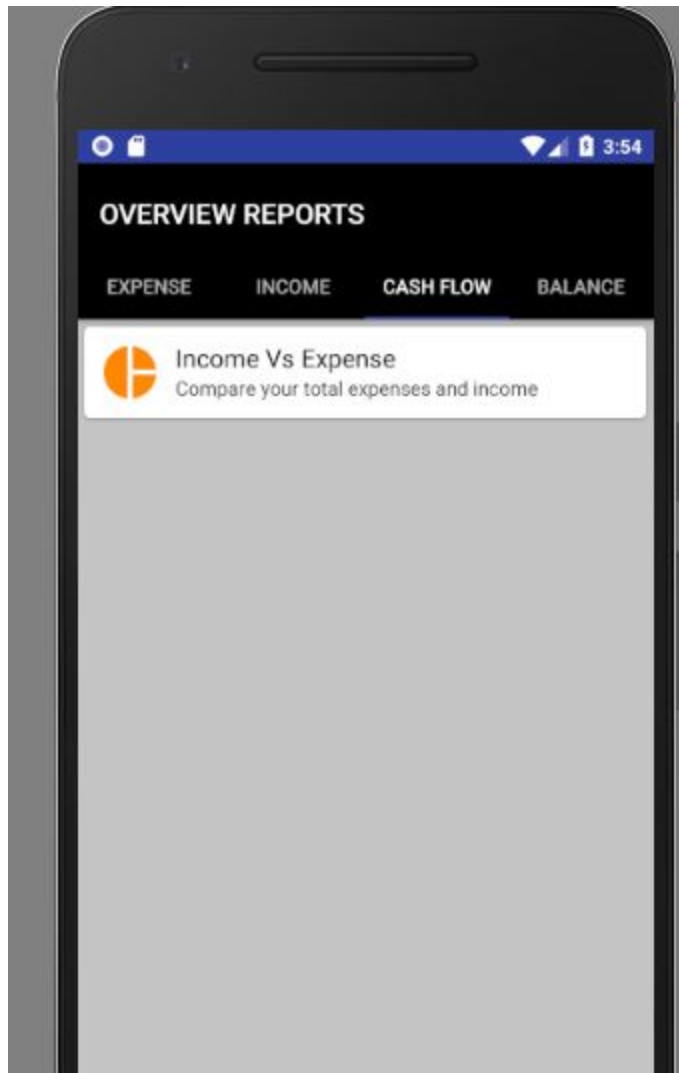 3:54
OVERVIEW REPORTS
EXPENSE INCOME CASH FLOW BALANCE
Income Vs Expense
Compare your total expenses and income